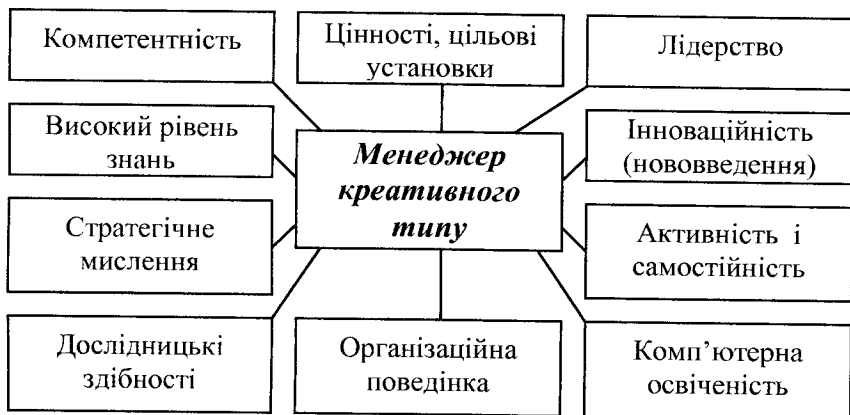 Компетентність
Цінності, цільові
установки
Лідерство
Високий рівень
знань
Менеджер
креативного
типу
Інноваційність
(нововведення)
Стратегічне
мислення
Активність і
самостійність
Дослідницькі
здібності
Організаційна
поведінка
Комп’ютерна
освіченість